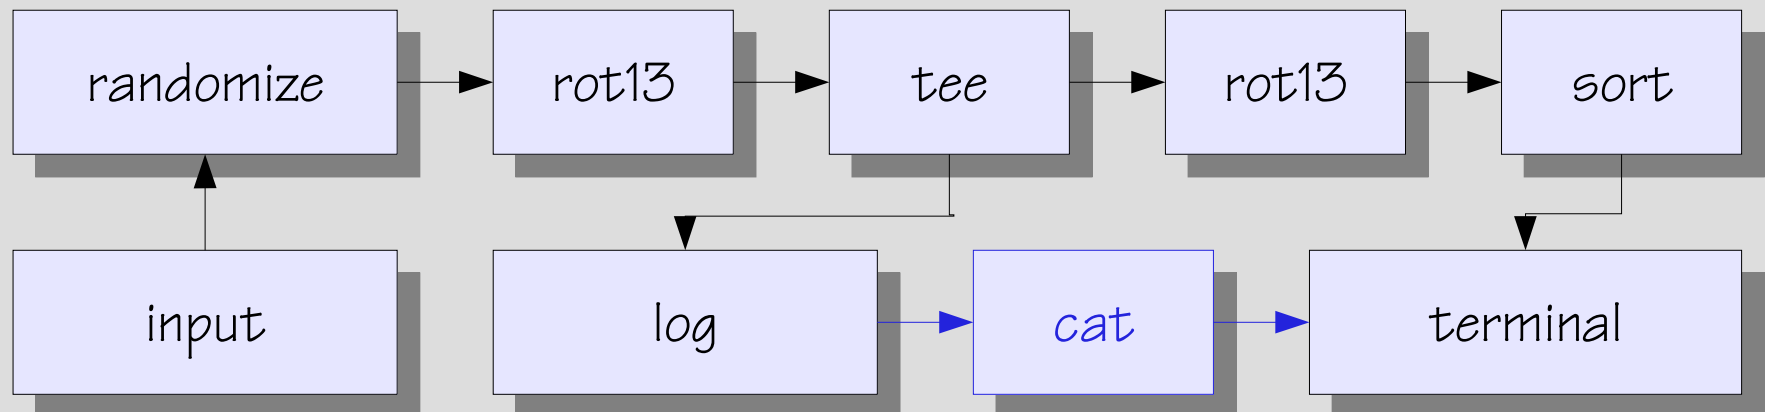 randomize
rot13
tee
rot13
sort
input
log
cat
terminal